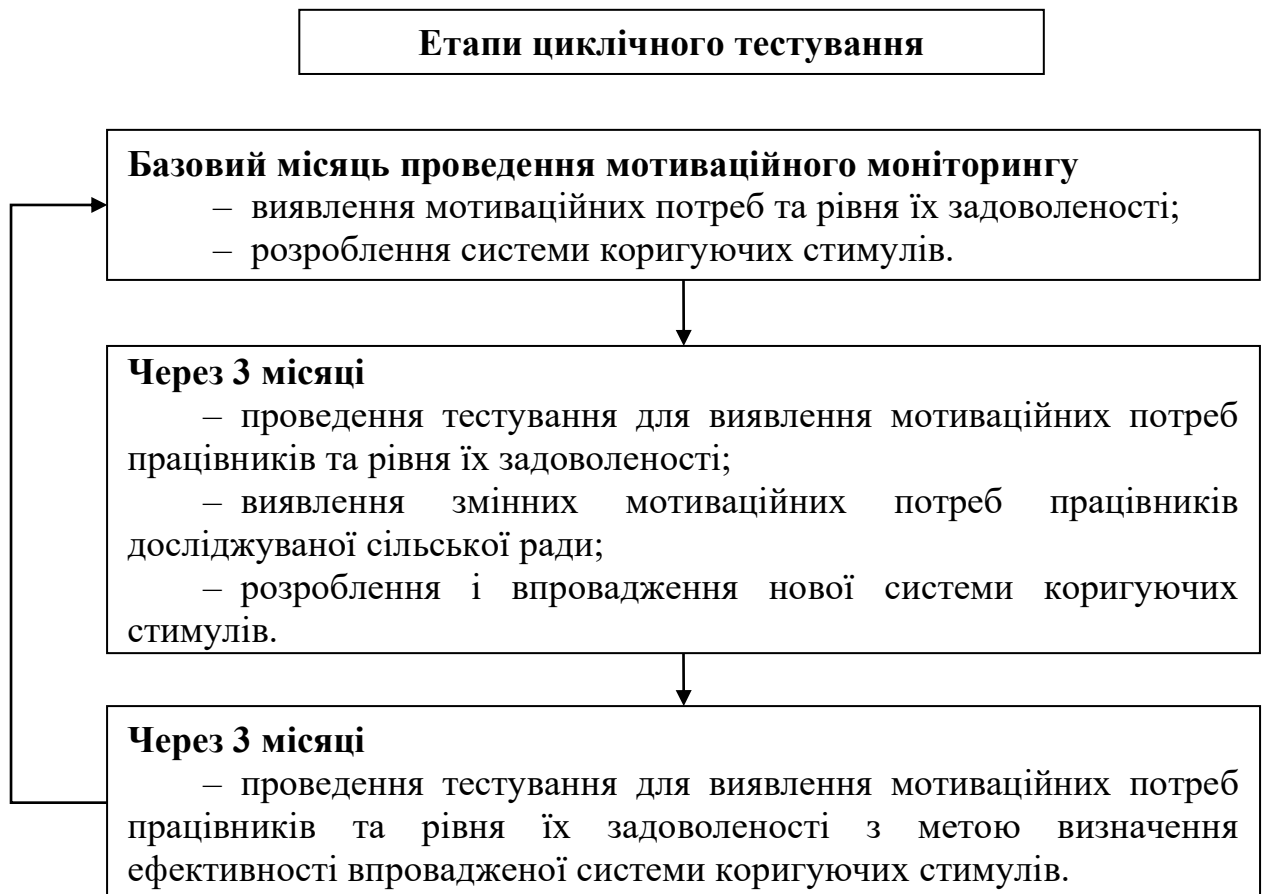 Етапи циклічного тестування
Базовий місяць проведення мотиваційного моніторингу
– виявлення мотиваційних потреб та рівня їх задоволеності;
– розроблення системи коригуючих стимулів.
Через 3 місяці
– проведення тестування для виявлення мотиваційних потреб
працівників та рівня їх задоволеності;
– виявлення змінних мотиваційних потреб працівників
досліджуваної сільської ради;
– розроблення і впровадження нової системи коригуючих
стимулів.
Через 3 місяці
– проведення тестування для виявлення мотиваційних потреб
працівників та рівня їх задоволеності з метою визначення
ефективності впровадженої системи коригуючих стимулів.